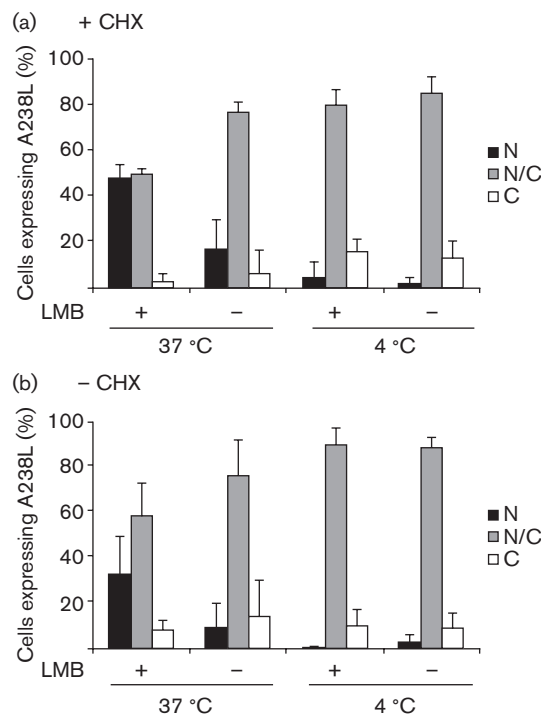 (a) + CHX
Cells expressing A238L (%)
100
80
60
40
20
N
N/C
C
LMB + − + −
37 °C 4 °C
(b) − CHX
Cells expressing A238L (%)
100
80
60
40
20
N
N/C
C
LMB + − + −
37 °C 4 °C